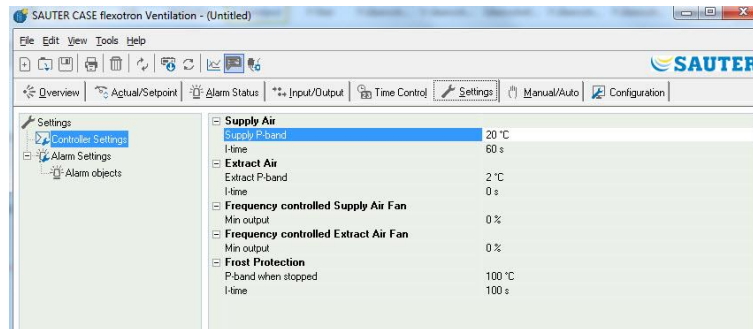 SAUTER CASE flexotron Ventilation - (Untitled)
File Edit View Tools Help
SAUTER
Overview Actual/Setpoint Alarm Status Input/Output Time Control Settings Manual/Auto Configuration
Settings
Controller Settings
Alarm Settings
Alarm objects
Supply Air
Supply P-band 20 °C
I-time 60 s
Extract Air
Extract P-band 2 °C
I-time 0 s
Frequency controlled Supply Air Fan
Min output 0 %
Frequency controlled Extract Air Fan
Min output 0 %
Frost Protection
P-band when stopped 100 °C
I-time 100 s